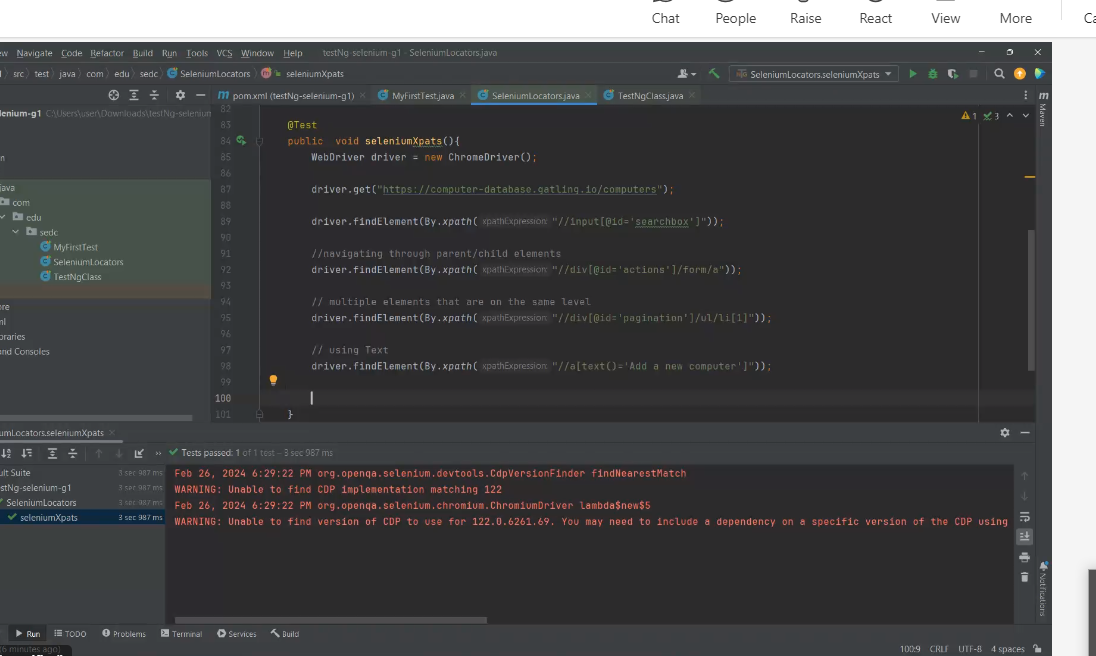 Chat People Raise React View More Ca
ew Navigate Code Refactor Build Run Tools VCS Window Help testNg-selenium-g1 - SeleniumLocators.java
src test java com edu sedc SeleniumLocators seleniumXpats SeleniumLocators.seleniumXpats
pom.xml (testNg-selenium-g1) MyFirstTest.java SeleniumLocators.java TestNgClass.java
Maven
lenium-g1 C:\Users\user\Downloads\testNg-selenium
java
com
edu
sedc
MyFirstTest
SeleniumLocators
TestNgClass
and Consoles
1 3
82
83 @Test
84 public void seleniumXpats(){
85 WebDriver driver = new ChromeDriver();
86
87 driver.get("https://computer-database.gatling.io/computers");
88
89 driver.findElement(By.xpath( xpathExpression: "//input[@id='searchbox']"));
90
91 //navigating through parent/child elements
92 driver.findElement(By.xpath( xpathExpression: "//div[@id='actions']/form/a"));
93
94 // multiple elements that are on the same level
95 driver.findElement(By.xpath( xpathExpression: "//div[@id='pagination']/ul/li[1]"));
96
97 // using Text
98 driver.findElement(By.xpath( xpathExpression: "//a[text()='Add a new computer']"));
99
100
101 }
umLocators.seleniumXpats
Tests passed: 1 of 1 test – 3 sec 987 ms
ult Suite 3 sec 987 ms
stNg-selenium-g1 3 sec 987 ms
SeleniumLocators 3 sec 987 ms
seleniumXpats 3 sec 987 ms
Feb 26, 2024 6:29:22 PM org.openqa.selenium.devtools.CdpVersionFinder findNearestMatch
WARNING: Unable to find CDP implementation matching 122
Feb 26, 2024 6:29:22 PM org.openqa.selenium.chromium.ChromiumDriver lambda$new$5
WARNING: Unable to find version of CDP to use for 122.0.6261.69. You may need to include a dependency on a specific version of the CDP using
Notifications
Run TODO Problems Terminal Services Build
(6 minutes ago) 100:9 CRLF UTF-8 4 spaces